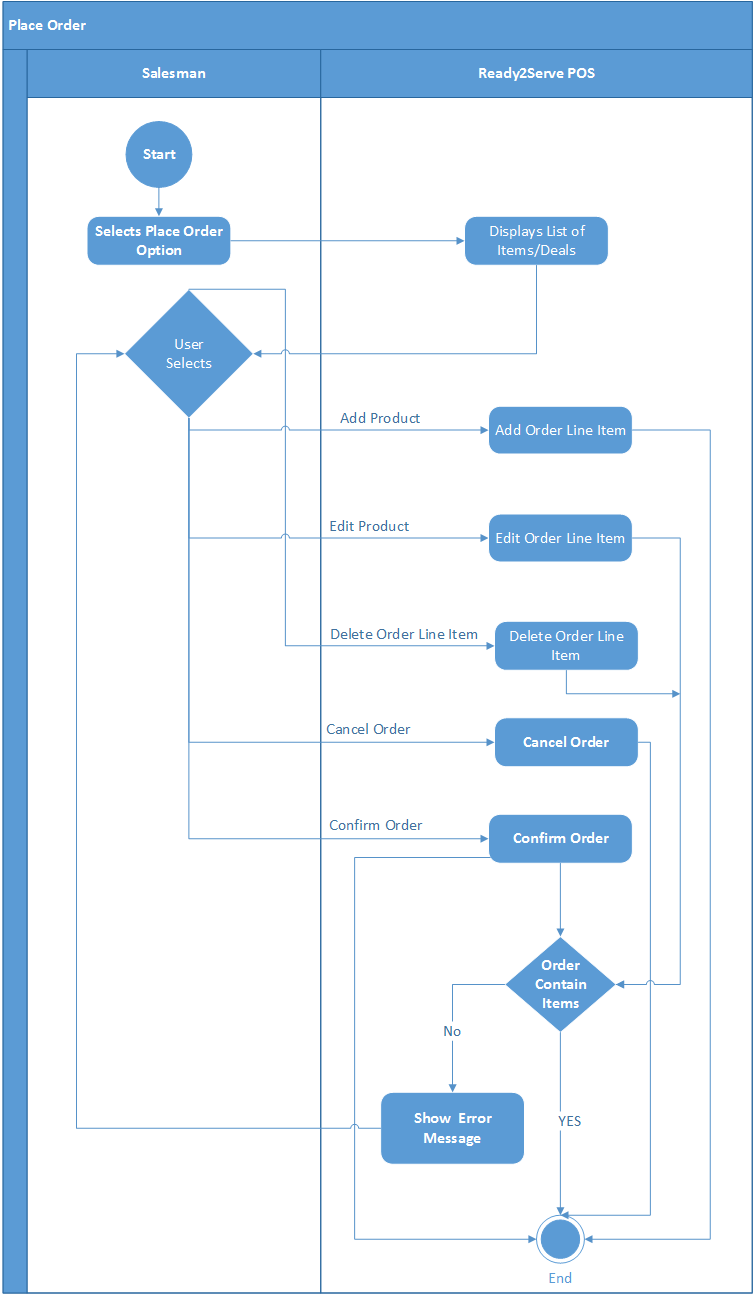 Place Order
Salesman
Ready2Serve POS
Start
Selects Place Order
Option
Displays List of
Items/Deals
User
Selects
Add Product
Add Order Line Item
Edit Product
Edit Order Line Item
Delete Order Line Item
Delete Order Line
Item
Cancel Order
Cancel Order
Confirm Order
Confirm Order
Order
Contain
Items
No
Show Error
Message
YES
End